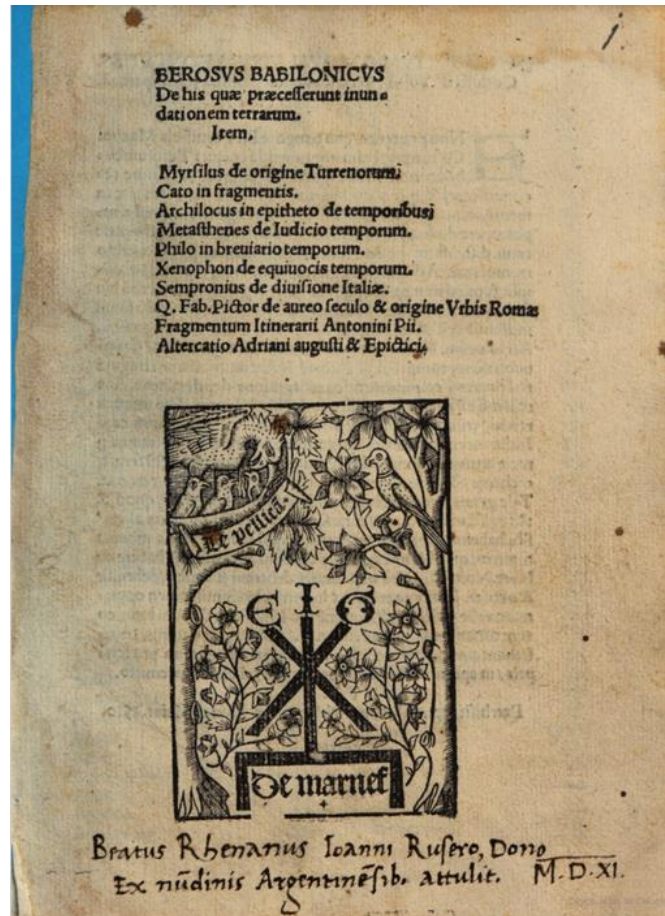 1.
BEROSVS BABILONICVS
De his quæ præceſſerunt inun⸗
dationem terrarum.
Item,
Myrſilus de origine Turrenorum;
Cato in fragmentis.
Archilocus in epitheto de temporibus;
Metaſthenes de Iudicio temporum.
Philo in breuiario temporum.
Xenophon de equiuocis temporum.
Sempronius de diuiſione Italiæ.
Q. Fab. Pictor de aureo ſeculo & origine Vrbis Romæ
Fragmentum Itinerarii Antonini Pii.
Altercatio Adriani auguſti & Epictici.
Le pellicā.
E I G
De marnef
Beatus Rhenanus Ioanni Ruſero, Dono
Ex nūdinis Argentinēſib. attulit. M.D.XI.